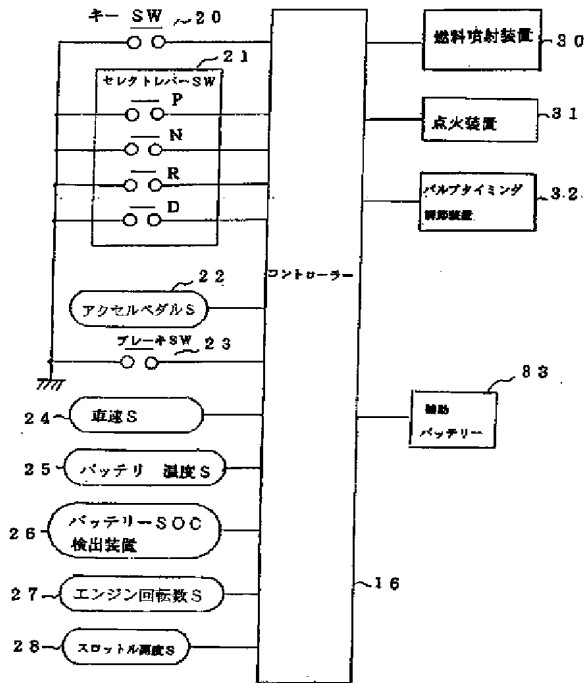 キー SW 20
21
セレクトレバーSW
P
N
R
D
22
アクセルペダルS
ブレーキSW 23
24 車速S
25 バッテリ 温度S
26 バッテリーSOC
検出装置
27 エンジン回転数S
28 スロットル開度S
コントローラー
16
燃料噴射装置 30
点火装置 31
バルブタイミング 32
調節装置
33
補助
バッテリー